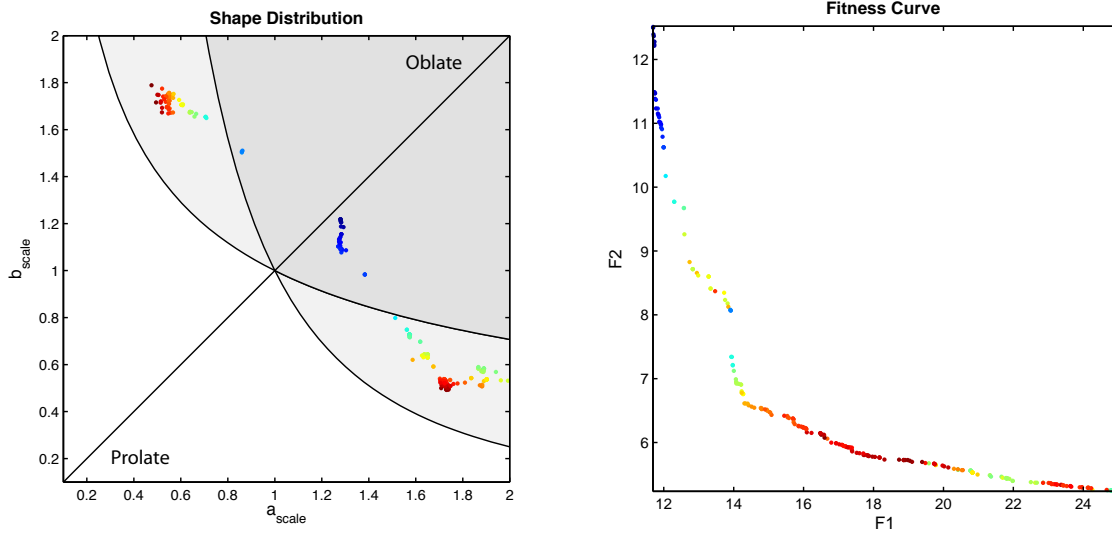 Shape Distribution
2
1.8
1.6
1.4
1.2
1
0.8
0.6
0.4
0.2
b_scale
Oblate
Prolate
0.2 0.4 0.6 0.8 1 1.2 1.4 1.6 1.8 2
a_scale
Fitness Curve
12
11
10
9
8
7
6
F2
12 14 16 18 20 22 24
F1